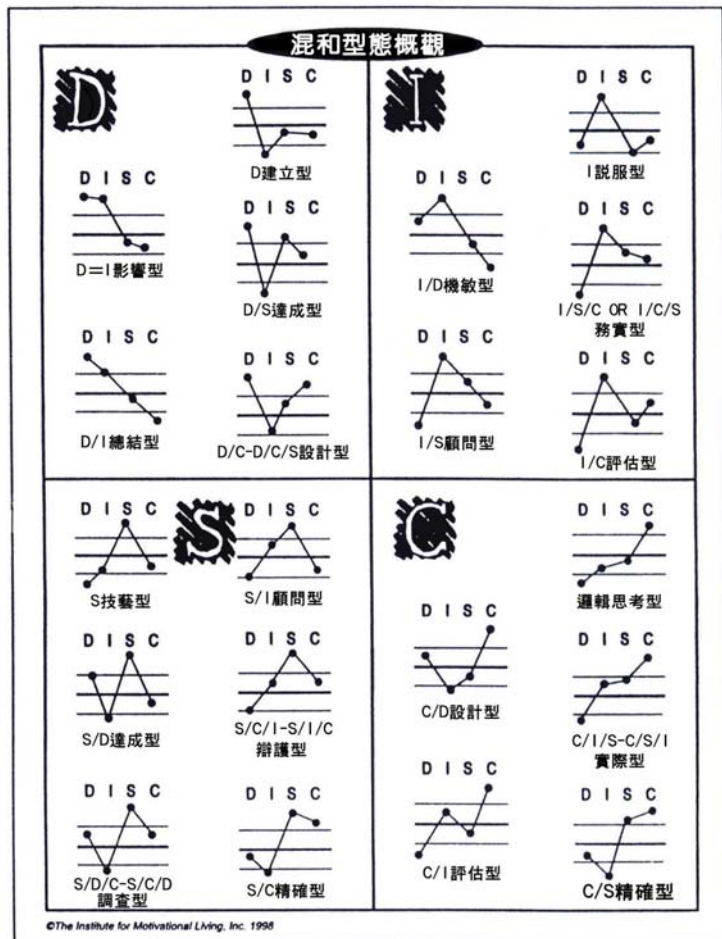 混和型態概觀
D
D I S C
D建立型
D I S C
D=I影響型
D I S C
D/S達成型
D I S C
D/I總結型
D I S C
D/C-D/C/S設計型
I
D I S C
I說服型
D I S C
I/D機敏型
D I S C
I/S/C OR I/C/S
務實型
D I S C
I/S顧問型
D I S C
I/C評估型
S
D I S C
S技藝型
D I S C
S/I顧問型
D I S C
S/D達成型
D I S C
S/C/I-S/I/C
辯護型
D I S C
S/D/C-S/C/D
調查型
D I S C
S/C精確型
C
D I S C
邏輯思考型
D I S C
C/D設計型
D I S C
C/I/S-C/S/I
實際型
D I S C
C/I評估型
D I S C
C/S精確型
©The Institute for Motivational Living, Inc. 1998